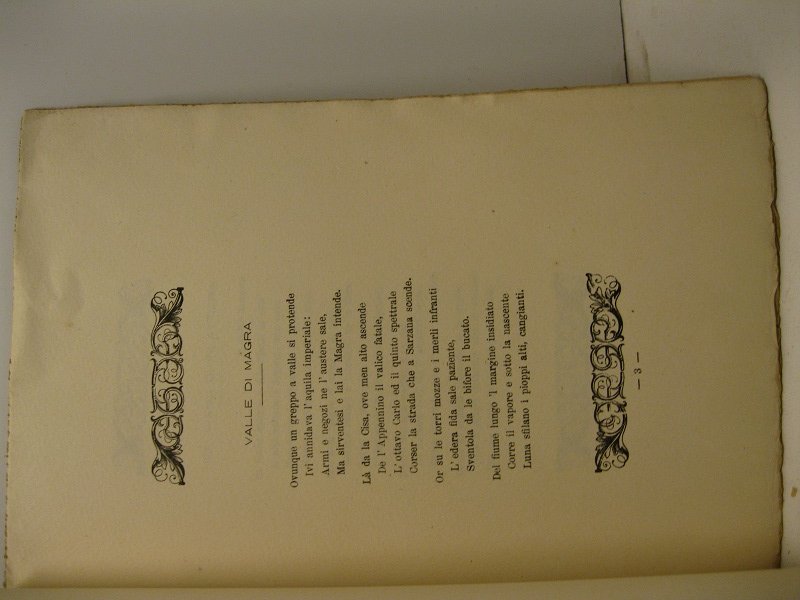 VALLE DI MAGRA
Ovunque un greppo a valle si protende
Ivi annidava l' aquila imperiale:
Armi e negozi ne l' austere sale,
Ma sirventesi e lai la Magra intende.
Là da la Cisa, ove men alto ascende
De l' Appennino il valico fatale,
L' ottavo Carlo ed il quinto spettrale
Corser la strada che a Sarzana scende.
Or su le torri mozze e i merli infranti
L' edera fida sale paziente,
Sventola da le bifore il bucato.
Del fiume lungo 'l margine insidiato
Corre il vapore e sotto la nascente
Luna sfilano i pioppi alti, cangianti.
— 3 —